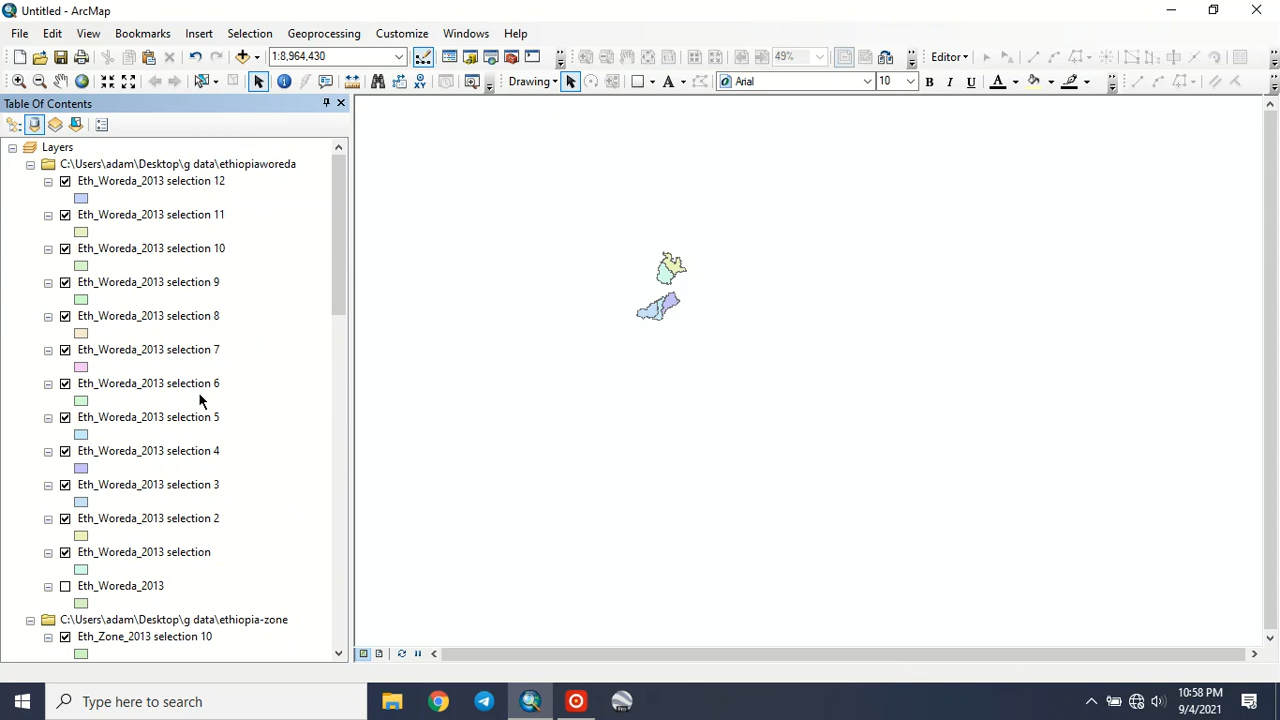 Untitled - ArcMap
File Edit View Bookmarks Insert Selection Geoprocessing Customize Windows Help
1:8,964,430 49% Editor
Drawing Arial 10 B I U A
Table Of Contents
Layers
C:\Users\adam\Desktop\g data\ethiopiaworeda
Eth_Woreda_2013 selection 12
Eth_Woreda_2013 selection 11
Eth_Woreda_2013 selection 10
Eth_Woreda_2013 selection 9
Eth_Woreda_2013 selection 8
Eth_Woreda_2013 selection 7
Eth_Woreda_2013 selection 6
Eth_Woreda_2013 selection 5
Eth_Woreda_2013 selection 4
Eth_Woreda_2013 selection 3
Eth_Woreda_2013 selection 2
Eth_Woreda_2013 selection
Eth_Woreda_2013
C:\Users\adam\Desktop\g data\ethiopia-zone
Eth_Zone_2013 selection 10
Type here to search
10:58 PM
9/4/2021